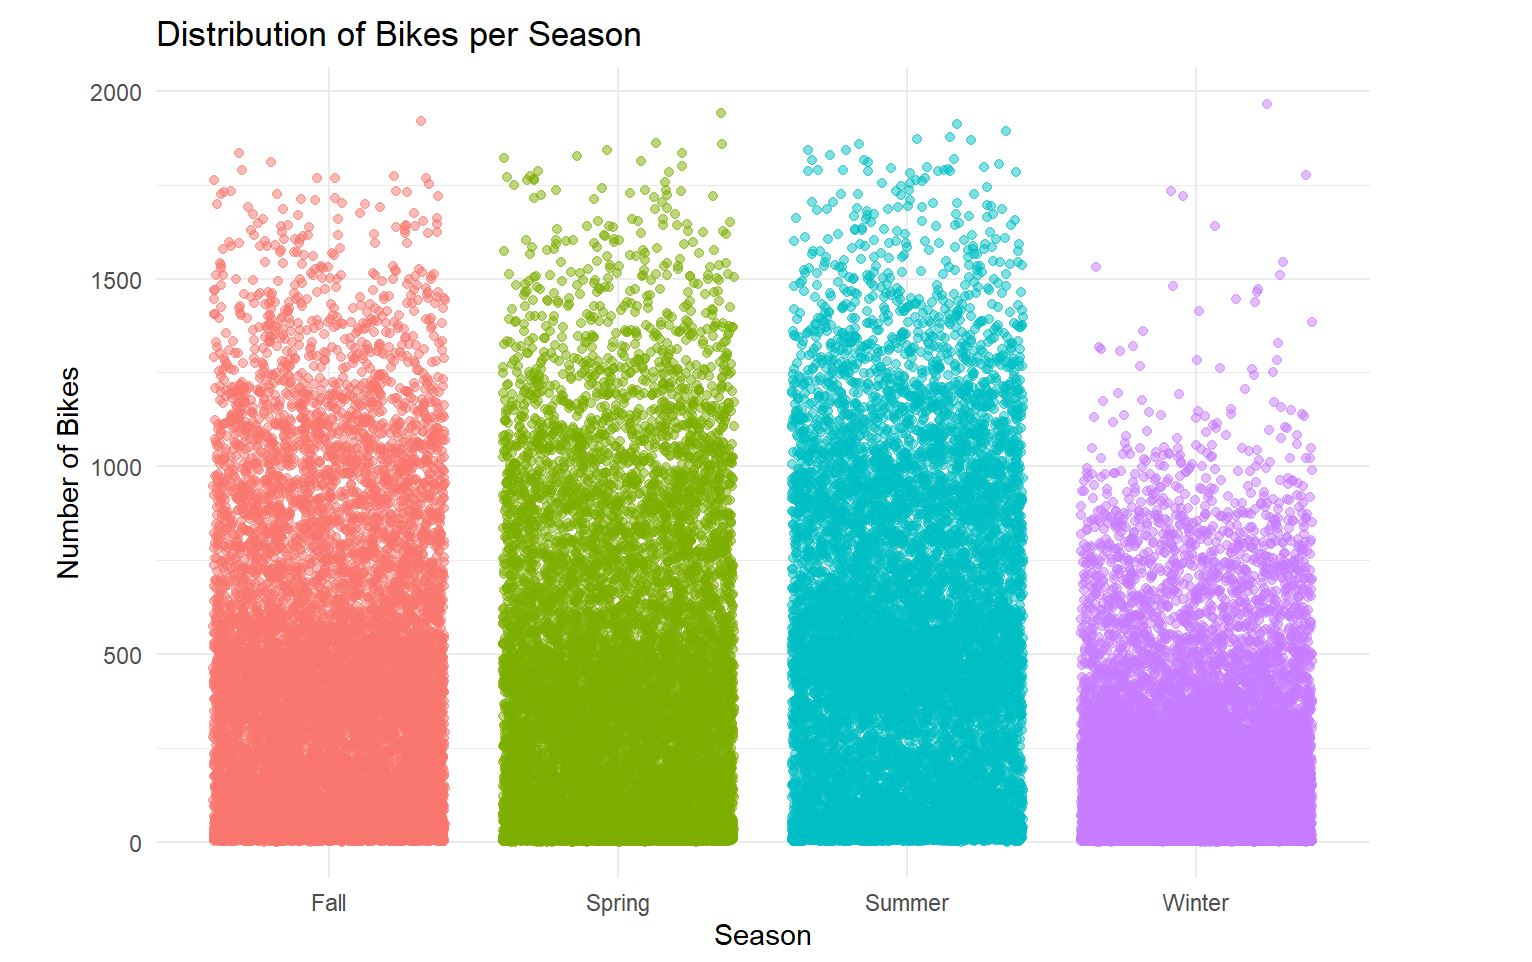 Distribution of Bikes per Season
2000
1500
1000
500
0
Number of Bikes
Fall
Spring
Summer
Winter
Season